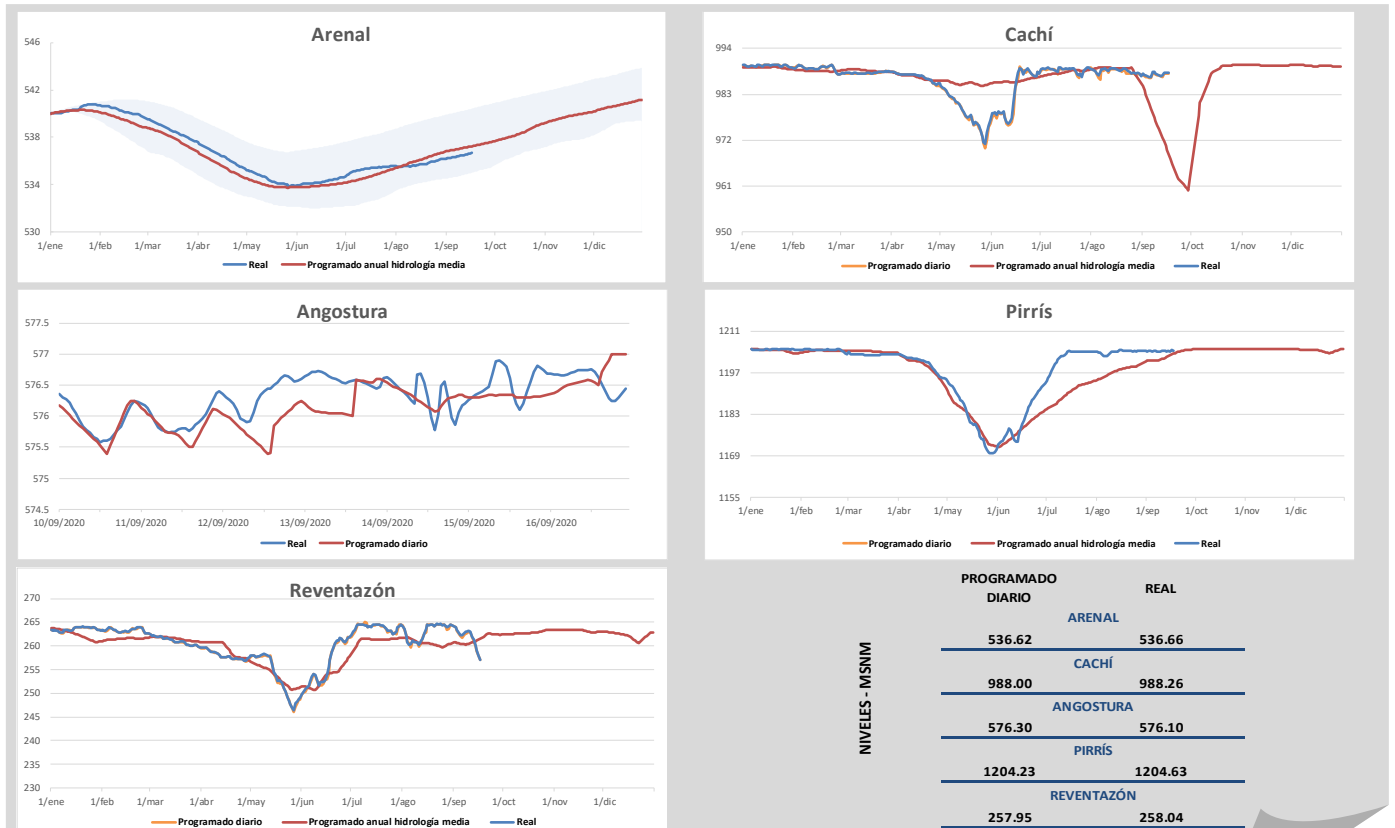 Arenal
546
542
538
534
530
1/ene 1/feb 1/mar 1/abr 1/may 1/jun 1/jul 1/ago 1/sep 1/oct 1/nov 1/dic
Real Programado anual hidrología media
Cachí
994
983
972
961
950
1/ene 1/feb 1/mar 1/abr 1/may 1/jun 1/jul 1/ago 1/sep 1/oct 1/nov 1/dic
Programado diario Programado anual hidrología media Real
Angostura
577.5
577
576.5
576
575.5
575
574.5
10/09/2020 11/09/2020 12/09/2020 13/09/2020 14/09/2020 15/09/2020 16/09/2020
Real Programado diario
Pirrís
1211
1197
1183
1169
1155
1/ene 1/feb 1/mar 1/abr 1/may 1/jun 1/jul 1/ago 1/sep 1/oct 1/nov 1/dic
Programado diario Programado anual hidrología media Real
Reventazón
270
265
260
255
250
245
240
235
230
1/ene 1/feb 1/mar 1/abr 1/may 1/jun 1/jul 1/ago 1/sep 1/oct 1/nov 1/dic
Programado diario Programado anual hidrología media Real
NIVELES - MSNM
PROGRAMADO
DIARIO
REAL
ARENAL
536.62 536.66
CACHÍ
988.00 988.26
ANGOSTURA
576.30 576.10
PIRRÍS
1204.23 1204.63
REVENTAZÓN
257.95 258.04